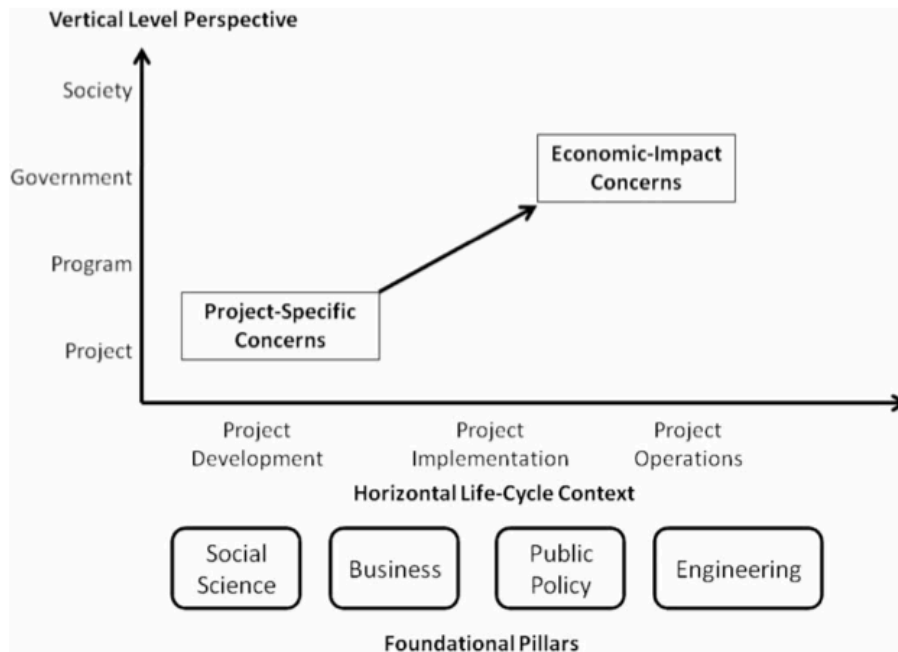 Vertical Level Perspective
Society
Government
Program
Project
Economic-Impact
Concerns
Project-Specific
Concerns
Project
Development
Project
Implementation
Project
Operations
Horizontal Life-Cycle Context
Social
Science
Business
Public
Policy
Engineering
Foundational Pillars